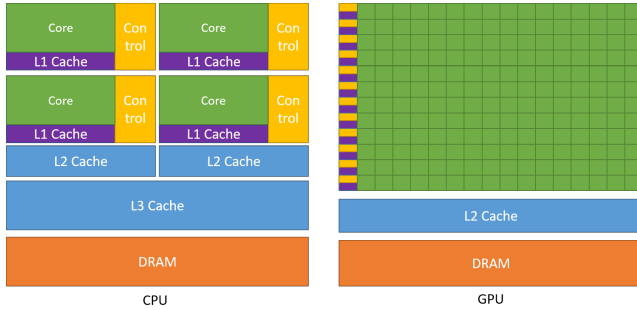 Core
Con
trol
L1 Cache
Core
Con
trol
L1 Cache
Core
Con
trol
L1 Cache
Core
Con
trol
L1 Cache
L2 Cache
L2 Cache
L3 Cache
DRAM
CPU
L2 Cache
DRAM
GPU